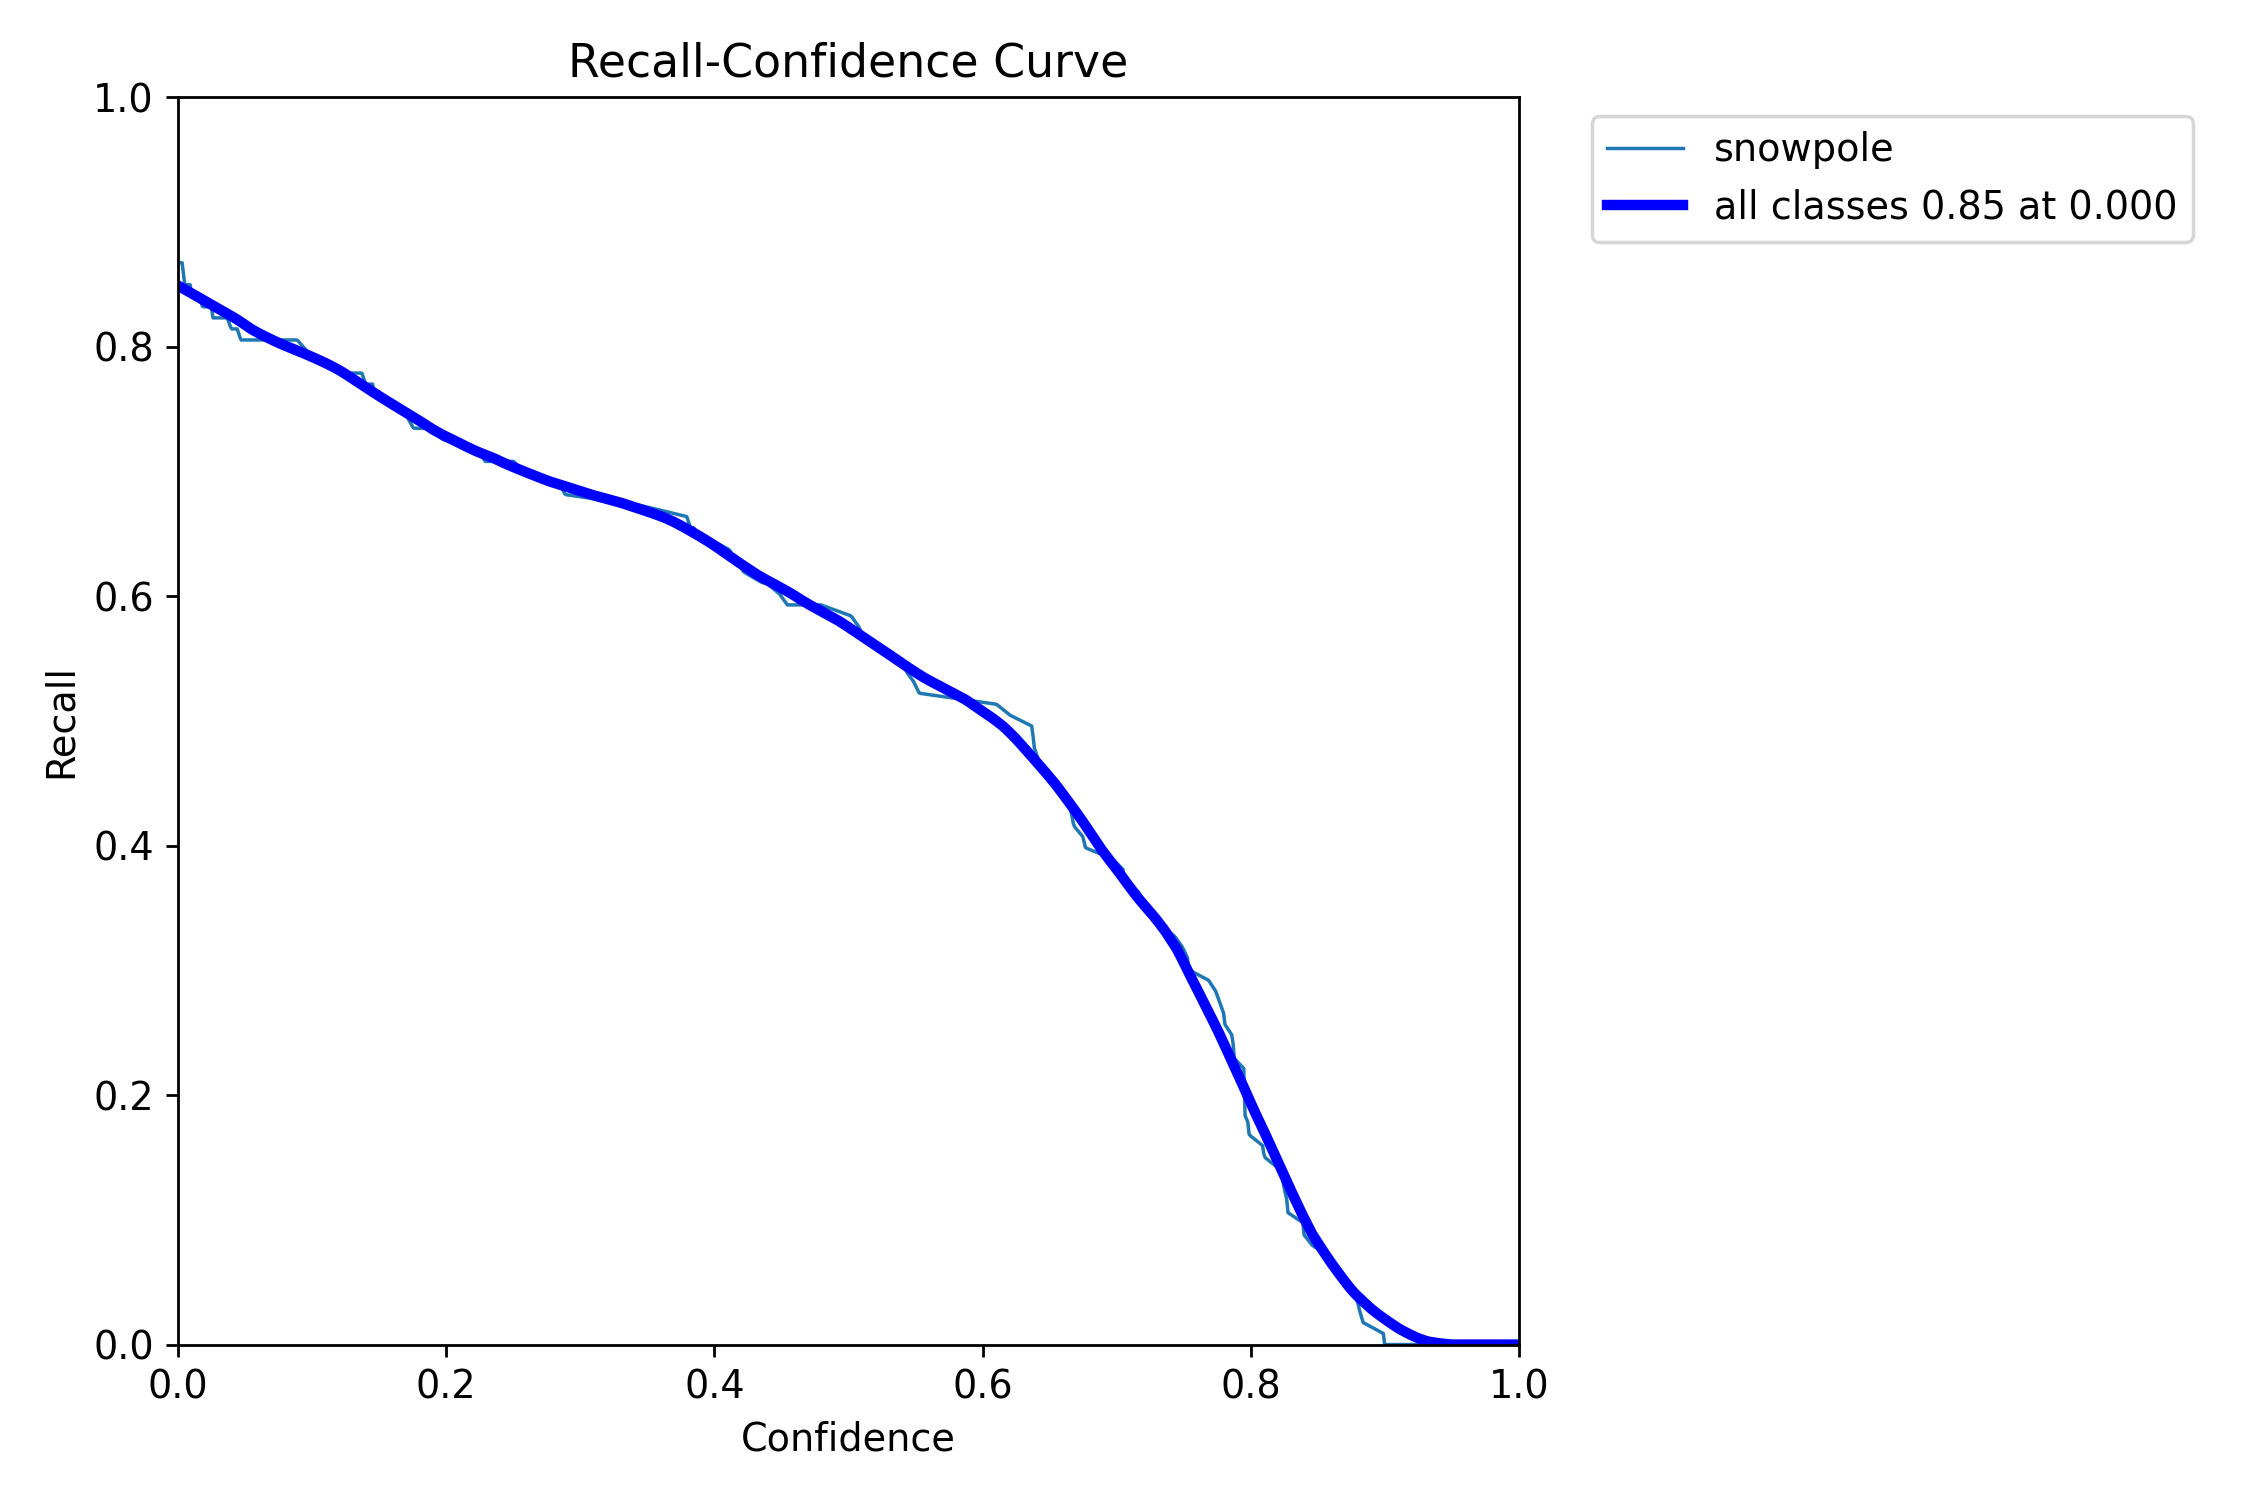 Recall-Confidence Curve
snowpole
all classes 0.85 at 0.000
1.0
0.8
0.6
0.4
0.2
0.0
Recall
0.0 0.2 0.4 0.6 0.8 1.0
Confidence